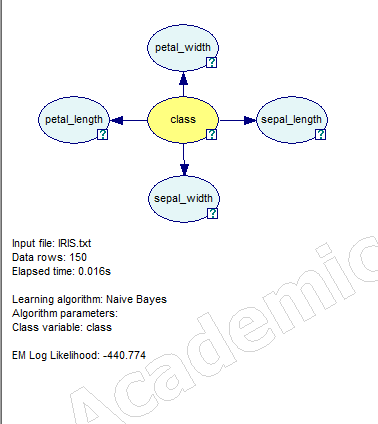 petal_width
?
petal_length
?
class
?
sepal_length
?
sepal_width
?
Input file: IRIS.txt
Data rows: 150
Elapsed time: 0.016s
Learning algorithm: Naive Bayes
Algorithm parameters:
Class variable: class
EM Log Likelihood: -440.774
Academic